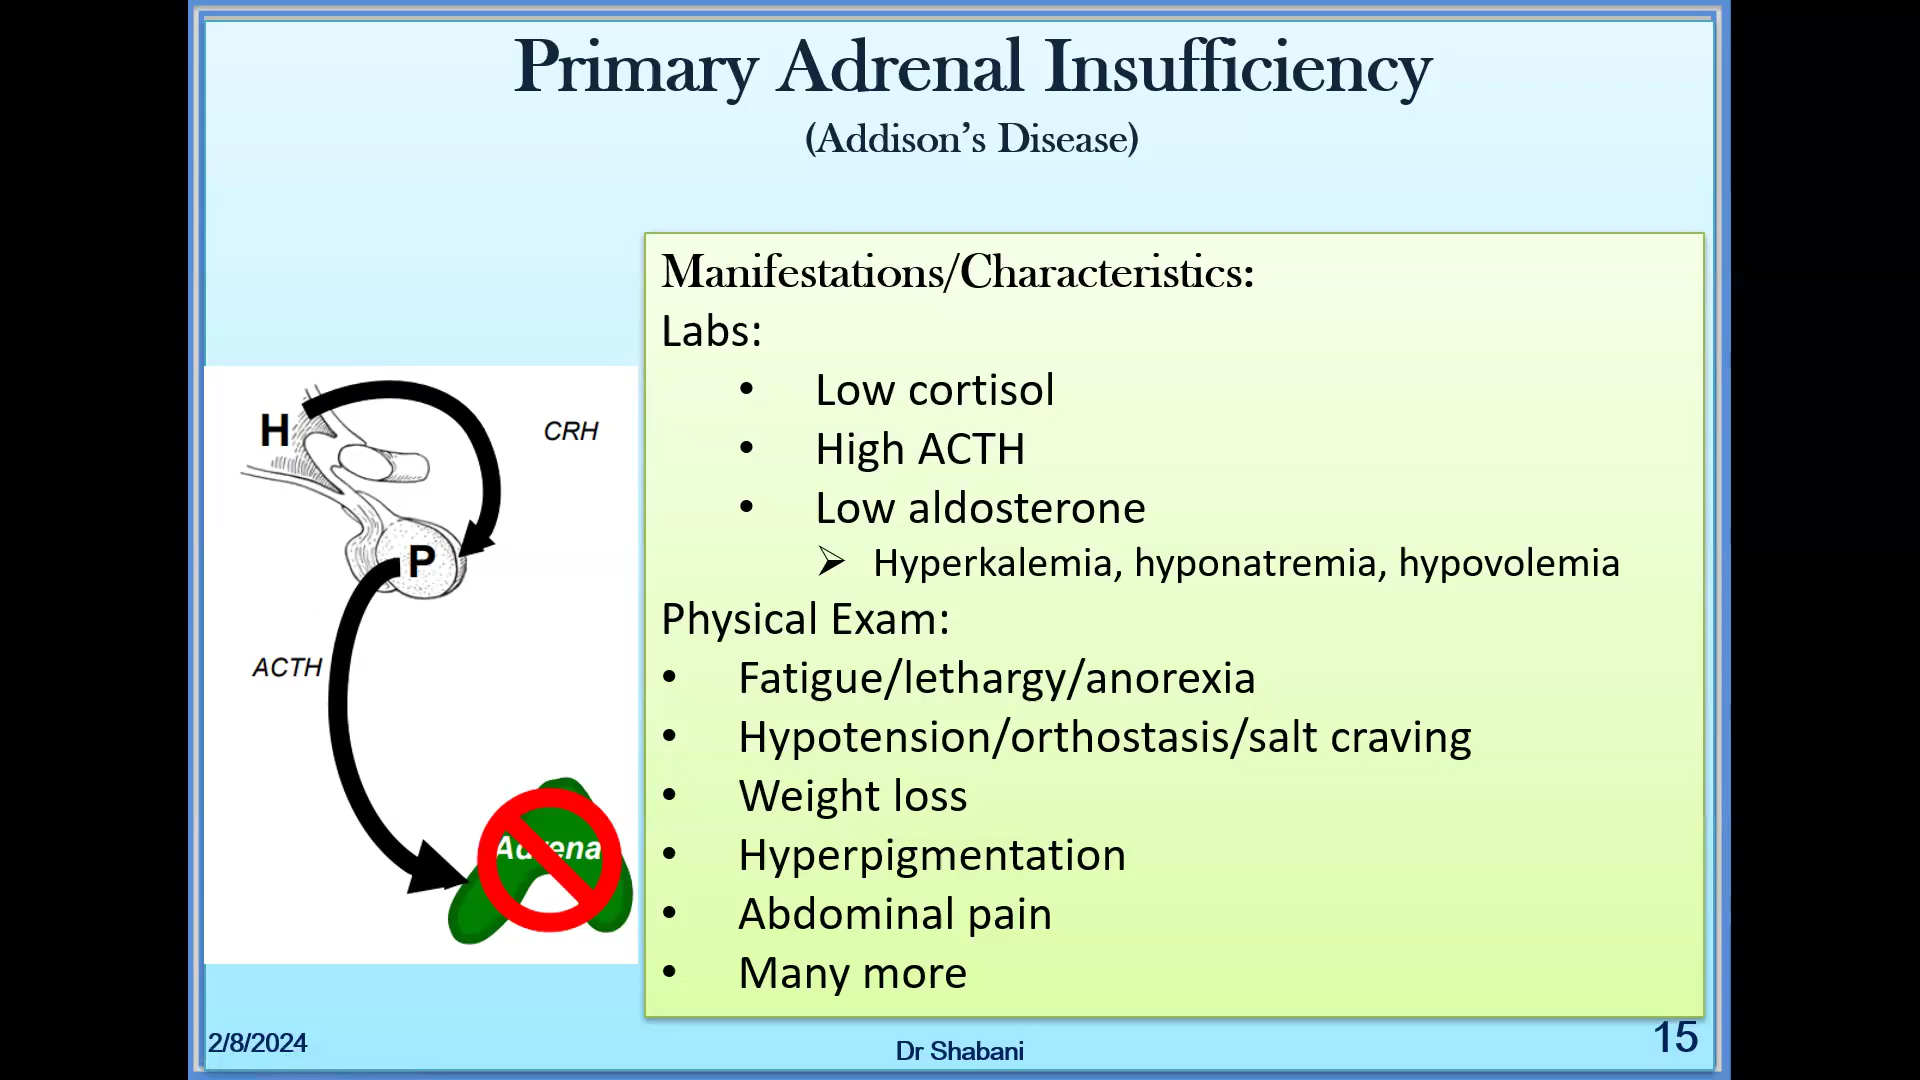 Primary Adrenal Insufficiency
(Addison's Disease)
Manifestations/Characteristics:
Labs:
• Low cortisol
• High ACTH
• Low aldosterone
➢ Hyperkalemia, hyponatremia, hypovolemia
Physical Exam:
• Fatigue/lethargy/anorexia
• Hypotension/orthostasis/salt craving
• Weight loss
• Hyperpigmentation
• Abdominal pain
• Many more
H
CRH
P
ACTH
Adrenal
2/8/2024
Dr Shabani
15